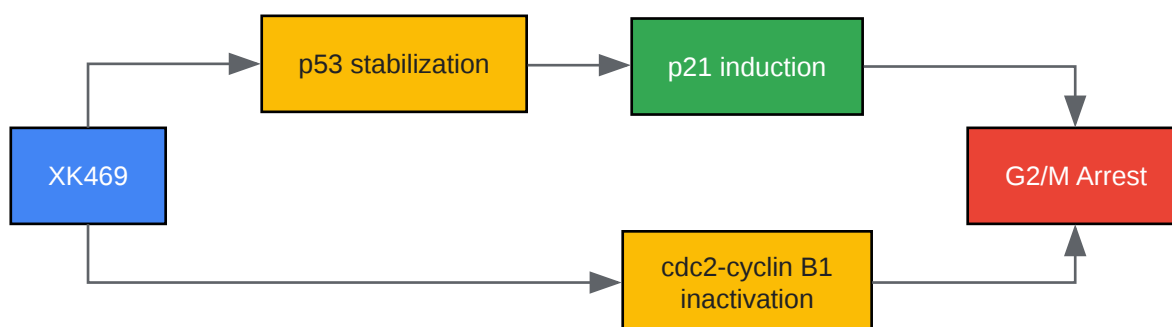 p53 stabilization
p21 induction
XK469
G2/M Arrest
cdc2-cyclin B1
inactivation